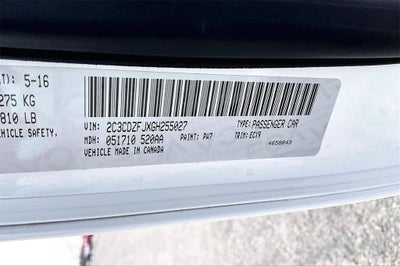 T): 5-16
275 KG
810 LB
VEHICLE SAFETY.
VIN: 2C3CDZFJXGH255027
TYPE: PASSENGER CAR
MDH: 051710 520AA
PAINT: PW7
TRIM: ECX9
VEHICLE MADE IN CANADA
4658843